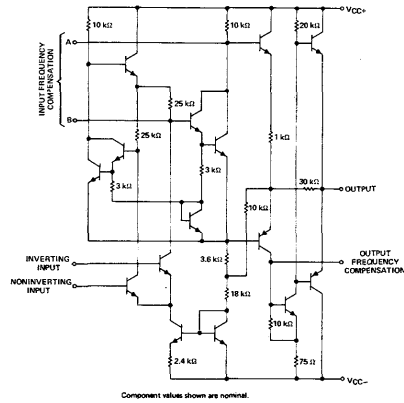 VCC+
10 kΩ
10 kΩ
20 kΩ
A
INPUT FREQUENCY
COMPENSATION
25 kΩ
B
25 kΩ
1 kΩ
3 kΩ
3 kΩ
30 kΩ
OUTPUT
10 kΩ
3.6 kΩ
INVERTING
INPUT
OUTPUT
FREQUENCY
COMPENSATION
NONINVERTING
INPUT
18 kΩ
10 kΩ
2.4 kΩ
75 Ω
VCC−
Component values shown are nominal.